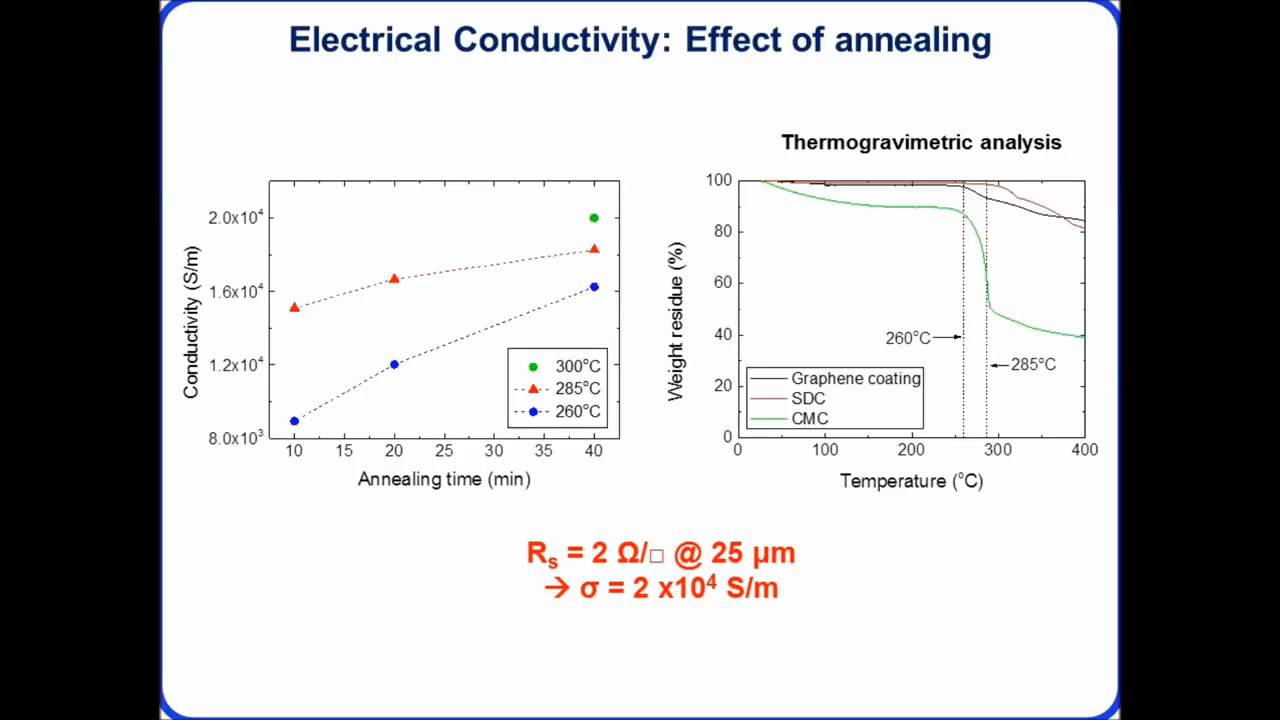 Electrical Conductivity: Effect of annealing
Conductivity (S/m)
2.0x10⁴
1.6x10⁴
1.2x10⁴
8.0x10³
10 15 20 25 30 35 40
Annealing time (min)
300°C
285°C
260°C
Thermogravimetric analysis
Weight residue (%)
100
80
60
40
20
0
0 100 200 300 400
Temperature (°C)
260°C
285°C
Graphene coating
SDC
CMC
Rₛ = 2 Ω/□ @ 25 μm
→ σ = 2 x10⁴ S/m